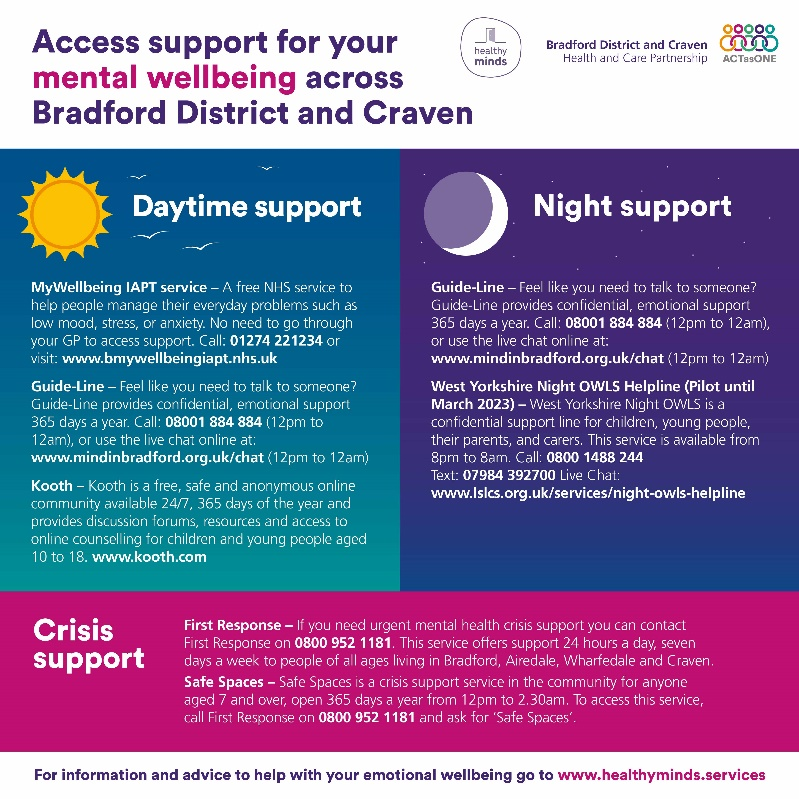 Access support for your
mental wellbeing across
Bradford District and Craven
healthy
minds
Bradford District and Craven
Health and Care Partnership
ACTasONE
Daytime support
MyWellbeing IAPT service – A free NHS service to
help people manage their everyday problems such as
low mood, stress, or anxiety. No need to go through
your GP to access support. Call: 01274 221234 or
visit: www.bmywellbeingiapt.nhs.uk
Guide-Line – Feel like you need to talk to someone?
Guide-Line provides confidential, emotional support
365 days a year. Call: 08001 884 884 (12pm to
12am), or use the live chat online at:
www.mindinbradford.org.uk/chat (12pm to 12am)
Kooth – Kooth is a free, safe and anonymous online
community available 24/7, 365 days of the year and
provides discussion forums, resources and access to
online counselling for children and young people aged
10 to 18. www.kooth.com
Night support
Guide-Line – Feel like you need to talk to someone?
Guide-Line provides confidential, emotional support
365 days a year. Call: 08001 884 884 (12pm to 12am),
or use the live chat online at:
www.mindinbradford.org.uk/chat (12pm to 12am)
West Yorkshire Night OWLS Helpline (Pilot until
March 2023) – West Yorkshire Night OWLS is a
confidential support line for children, young people,
their parents, and carers. This service is available from
8pm to 8am. Call: 0800 1488 244
Text: 07984 392700 Live Chat:
www.lslcs.org.uk/services/night-owls-helpline
Crisis
support
First Response – If you need urgent mental health crisis support you can contact
First Response on 0800 952 1181. This service offers support 24 hours a day, seven
days a week to people of all ages living in Bradford, Airedale, Wharfedale and Craven.
Safe Spaces – Safe Spaces is a crisis support service in the community for anyone
aged 7 and over, open 365 days a year from 12pm to 2.30am. To access this service,
call First Response on 0800 952 1181 and ask for ‘Safe Spaces’.
For information and advice to help with your emotional wellbeing go to www.healthyminds.services